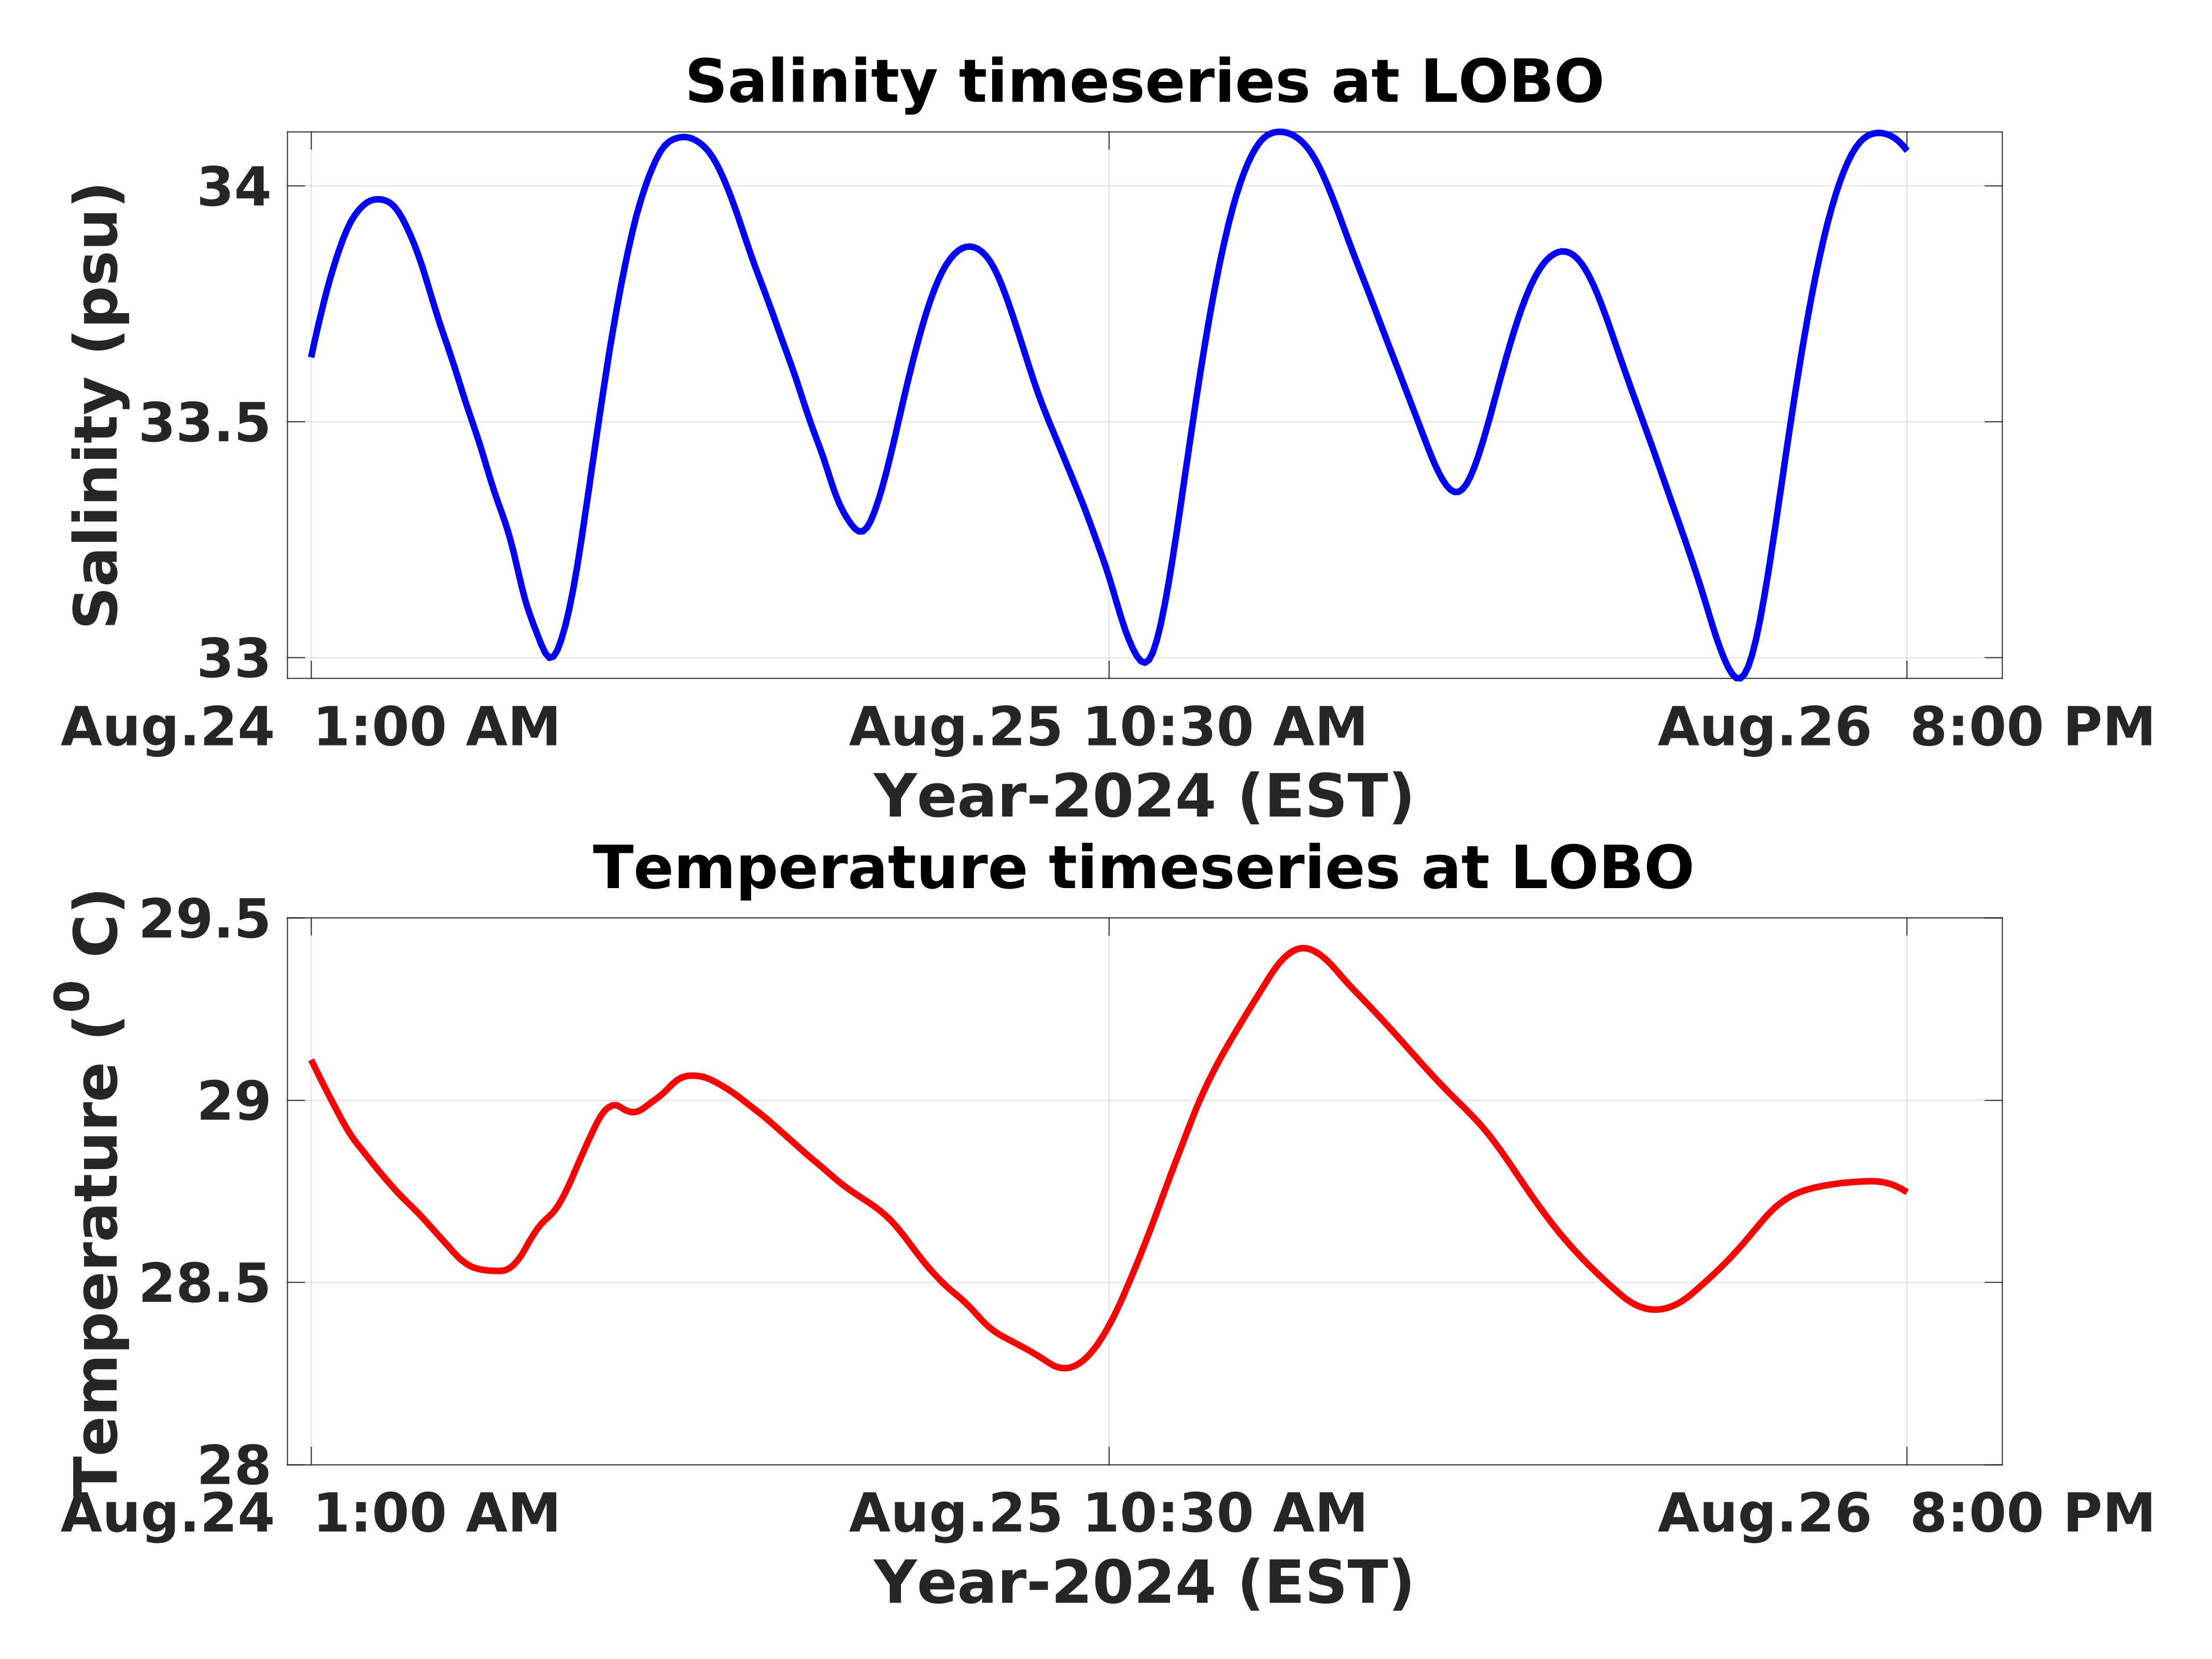 Salinity timeseries at LOBO
Salinity (psu)
34
33.5
33
Aug.24  1:00 AM
Aug.25 10:30 AM
Aug.26  8:00 PM
Year-2024 (EST)
Temperature timeseries at LOBO
Temperature (⁰ C)
29.5
29
28.5
28
Aug.24  1:00 AM
Aug.25 10:30 AM
Aug.26  8:00 PM
Year-2024 (EST)